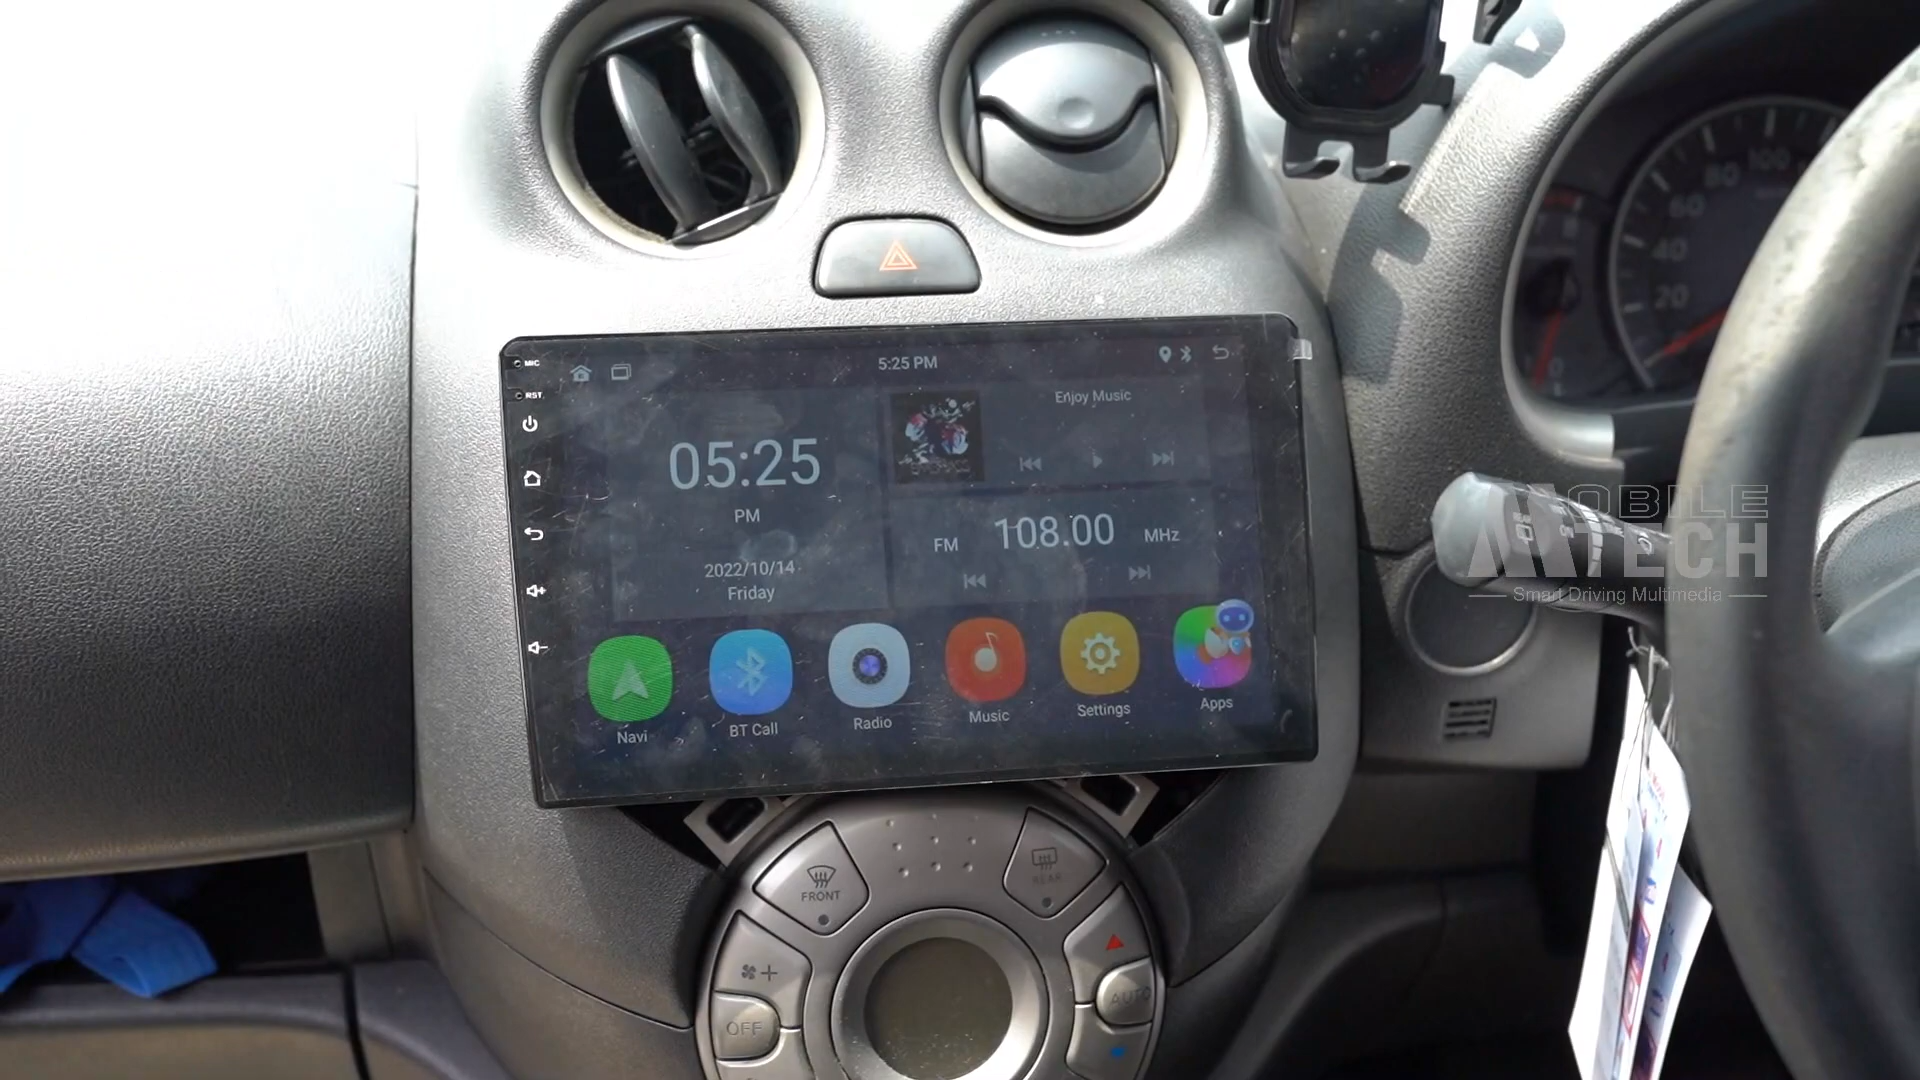 80
100
60
40
20
MIC
RST
5:25 PM
05:25
PM
2022/10/14
Friday
Enjoy Music
FM 108.00 MHz
Navi
BT Call
Radio
Music
Settings
Apps
MOBILE
TECH
Smart Driving Multimedia
FRONT
REAR
OFF
AUTO